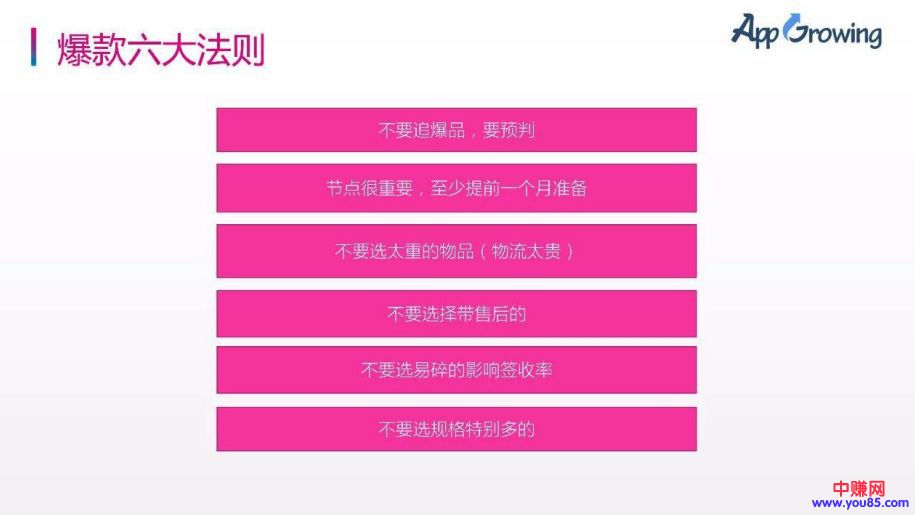 爆款六大法则
App Growing
不要追爆品，要预判
节点很重要，至少提前一个月准备
不要选太重的物品（物流太贵）
不要选择带售后的
不要选易碎的影响签收率
不要选规格特别多的
中赚网
www.you85.com